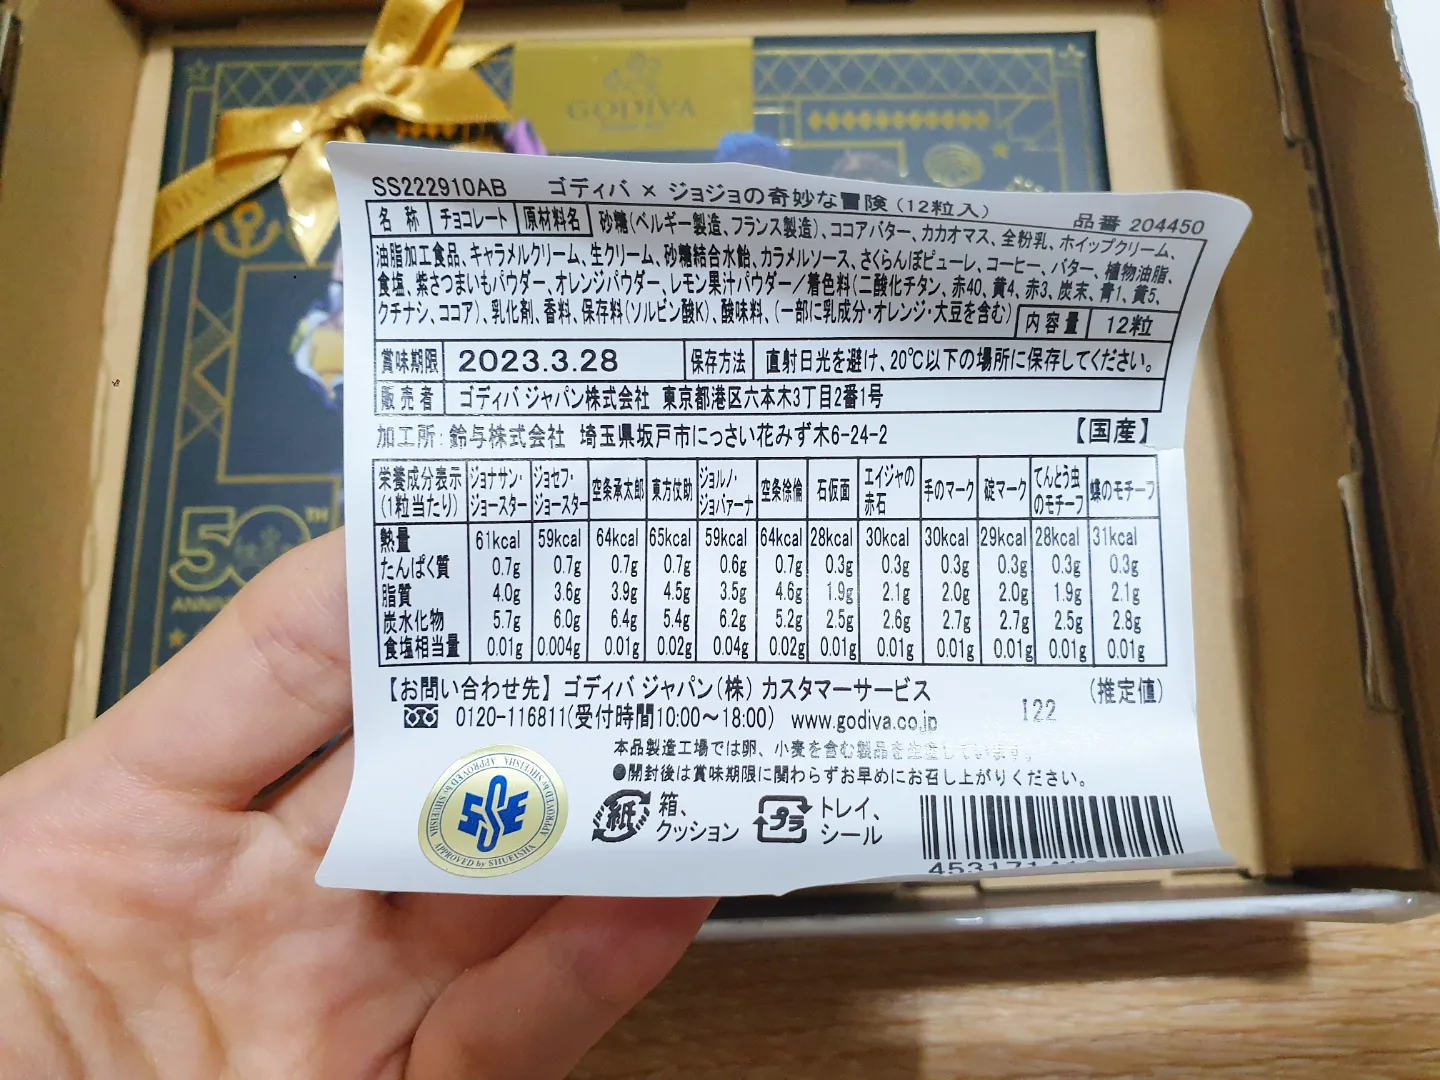 GODIVA
SS222910AB ゴディバ × ジョジョの奇妙な冒険(12粒入) 品番 204450
名 称 チョコレート 原材料名 砂糖(ベルギー製造、フランス製造)、ココアバター、カカオマス、全粉乳、ホイップクリーム、
油脂加工食品、キャラメルクリーム、生クリーム、砂糖結合水飴、カラメルソース、さくらんぼピューレ、コーヒー、バター、植物油脂、
食塩、紫さつまいもパウダー、オレンジパウダー、レモン果汁パウダー/着色料(二酸化チタン、赤40、黄4、赤3、炭末、青1、黄5、
クチナシ、ココア)、乳化剤、香料、保存料(ソルビン酸K)、酸味料、(一部に乳成分・オレンジ・大豆を含む) 内容量 12粒
賞味期限 2023.3.28 保存方法 直射日光を避け、20℃以下の場所に保存してください。
販売者 ゴディバ ジャパン株式会社 東京都港区六本木3丁目2番1号
加工所:鈴与株式会社 埼玉県坂戸市にっさい花みず木6-24-2 【国産】
栄養成分表示(1粒当たり) ジョナサン・ジョースター ジョセフ・ジョースター 空条承太郎 東方仗助 ジョルノ・ジョバァーナ 空条徐倫 石仮面 エイジャの赤石 手のマーク 碇マーク てんとう虫のモチーフ 蝶のモチーフ
熱量 61kcal 59kcal 64kcal 65kcal 59kcal 64kcal 28kcal 30kcal 30kcal 29kcal 28kcal 31kcal
たんぱく質 0.7g 0.7g 0.7g 0.7g 0.6g 0.7g 0.3g 0.3g 0.3g 0.3g 0.3g 0.3g
脂質 4.0g 3.6g 3.9g 4.5g 3.5g 4.6g 1.9g 2.1g 2.0g 2.0g 1.9g 2.1g
炭水化物 5.7g 6.0g 6.4g 5.4g 6.2g 5.2g 2.5g 2.6g 2.7g 2.7g 2.5g 2.8g
食塩相当量 0.01g 0.004g 0.01g 0.02g 0.04g 0.02g 0.01g 0.01g 0.01g 0.01g 0.01g 0.01g
【お問い合わせ先】ゴディバ ジャパン(株) カスタマーサービス (推定値)
0120-116811(受付時間10:00～18:00) www.godiva.co.jp I22
本品製造工場では卵、小麦を含む製品を生産しています。
●開封後は賞味期限に関わらずお早めにお召し上がりください。
紙 箱、クッション プラ トレイ、シール
APPROVED by SHUEISHA
50TH